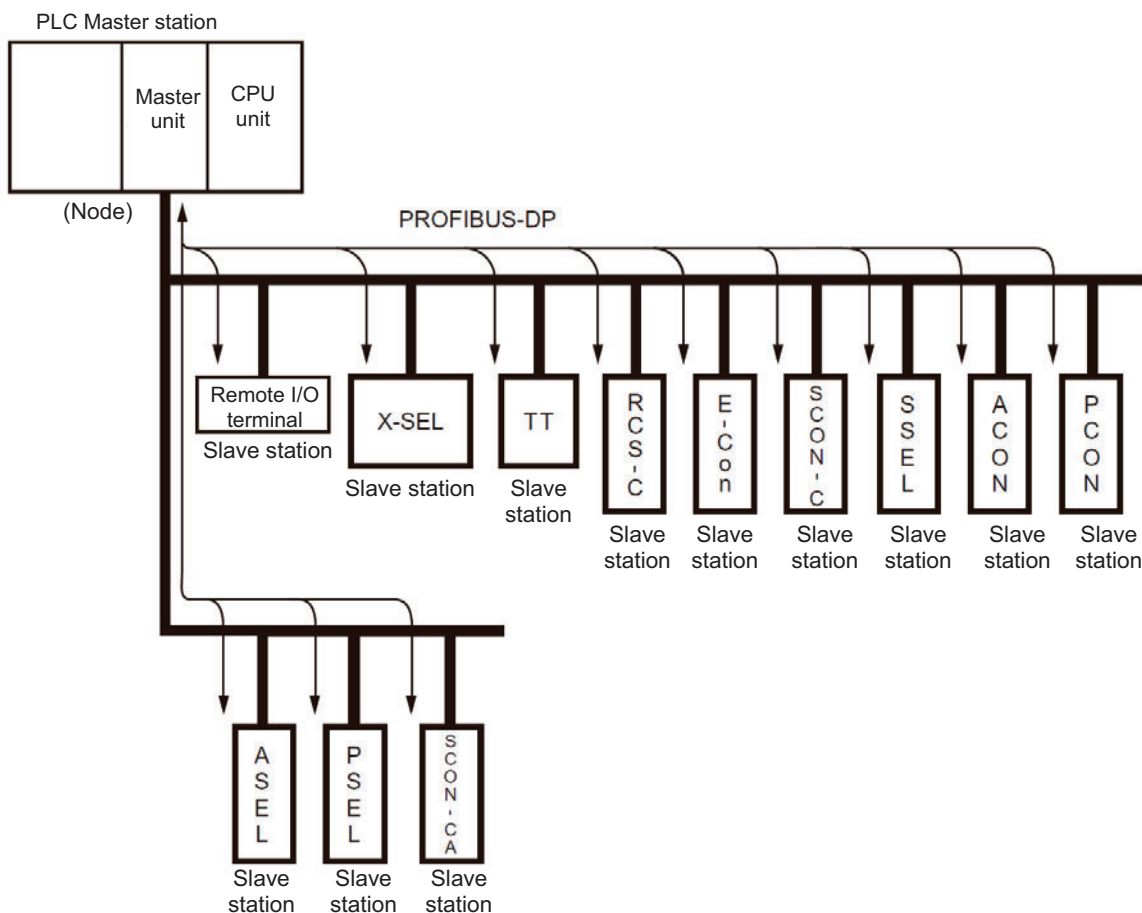 PLC Master station
Master
unit
CPU
unit
(Node)
PROFIBUS-DP
Remote I/O
terminal
Slave station
X-SEL
Slave station
TT
Slave
station
RCS-C
Slave
station
E-Con
Slave
station
SCON-C
Slave
station
SSEL
Slave
station
ACON
Slave
station
PCON
Slave
station
ASEL
Slave
station
PSEL
Slave
station
SCON-CA
Slave
station